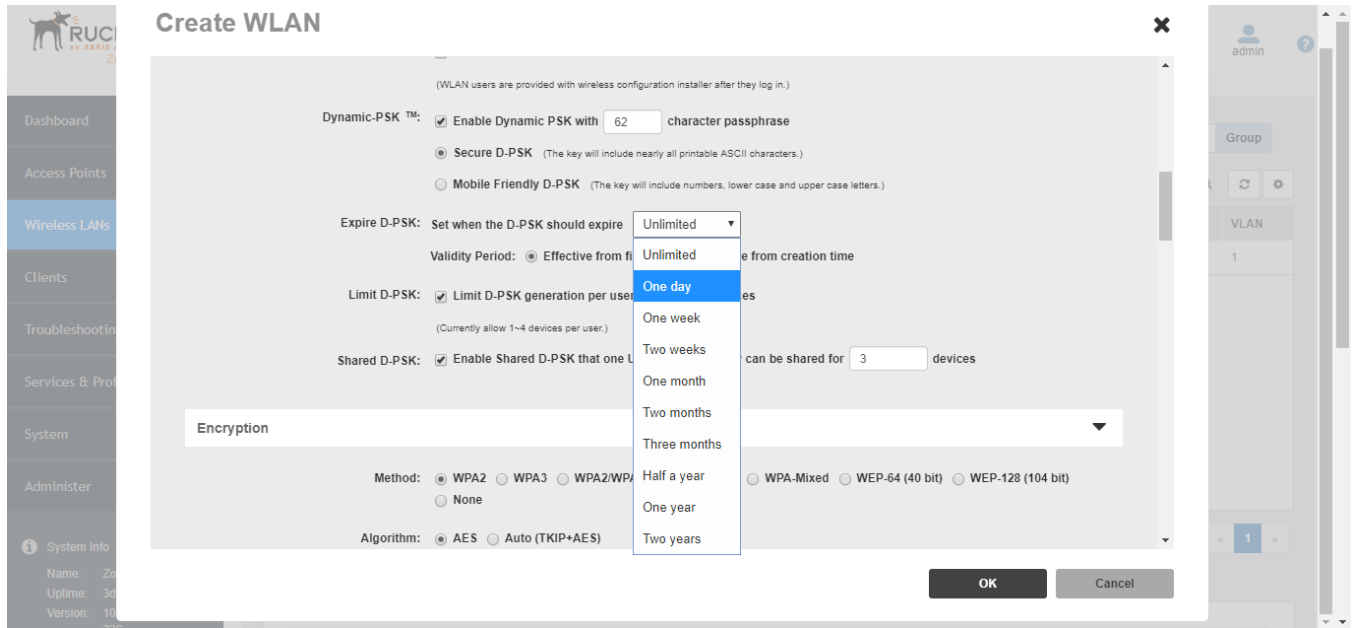 Create WLAN
RUC
admin
(WLAN users are provided with wireless configuration installer after they log in.)
Dashboard
Dynamic-PSK ™: Enable Dynamic PSK with 62 character passphrase
Group
Secure D-PSK (The key will include nearly all printable ASCII characters.)
Access Points
Mobile Friendly D-PSK (The key will include numbers, lower case and upper case letters.)
Wireless LANs
Expire D-PSK: Set when the D-PSK should expire Unlimited
VLAN
Validity Period: Effective from fi e from creation time
1
Unlimited
Clients
One day
Limit D-PSK: Limit D-PSK generation per user es
One week
(Currently allow 1~4 devices per user.)
Troubleshootin
Two weeks
Shared D-PSK: Enable Shared D-PSK that one U r can be shared for 3 devices
Services & Prof
One month
Two months
System
Encryption
Three months
Half a year
Method: WPA2 WPA3 WPA2/WPA WPA-Mixed WEP-64 (40 bit) WEP-128 (104 bit)
None
Administer
One year
Algorithm: AES Auto (TKIP+AES)
Two years
« 1 »
System Info
Name: Zo
Uptime: 3d
Version: 10
OK Cancel